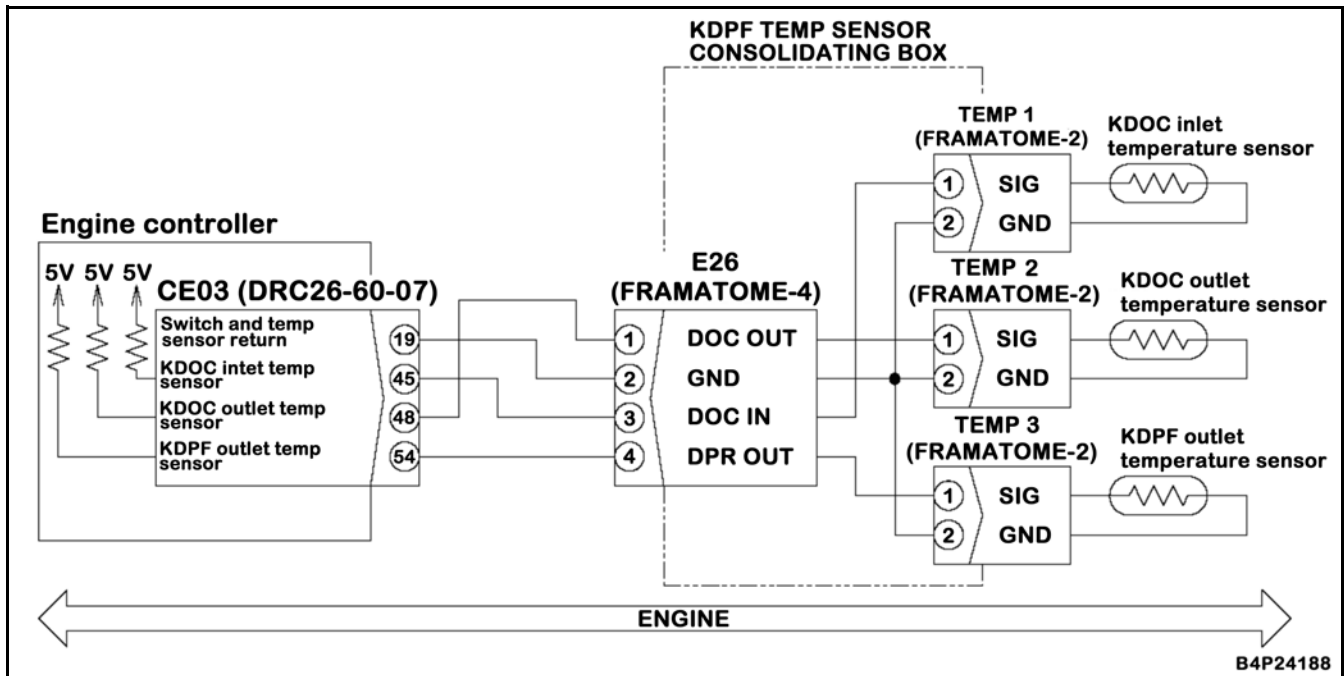 KDPF TEMP SENSOR
CONSOLIDATING BOX
TEMP 1
(FRAMATOME-2)
1 SIG
2 GND
KDOC inlet
temperature sensor
Engine controller
5V 5V 5V
CE03 (DRC26-60-07)
Switch and temp
sensor return
19
KDOC intet temp
sensor
45
KDOC outlet temp
sensor
48
KDPF outlet temp
sensor
54
E26
(FRAMATOME-4)
1 DOC OUT
2 GND
3 DOC IN
4 DPR OUT
TEMP 2
(FRAMATOME-2)
1 SIG
2 GND
KDOC outlet
temperature sensor
TEMP 3
(FRAMATOME-2)
1 SIG
2 GND
KDPF outlet
temperature sensor
ENGINE
B4P24188